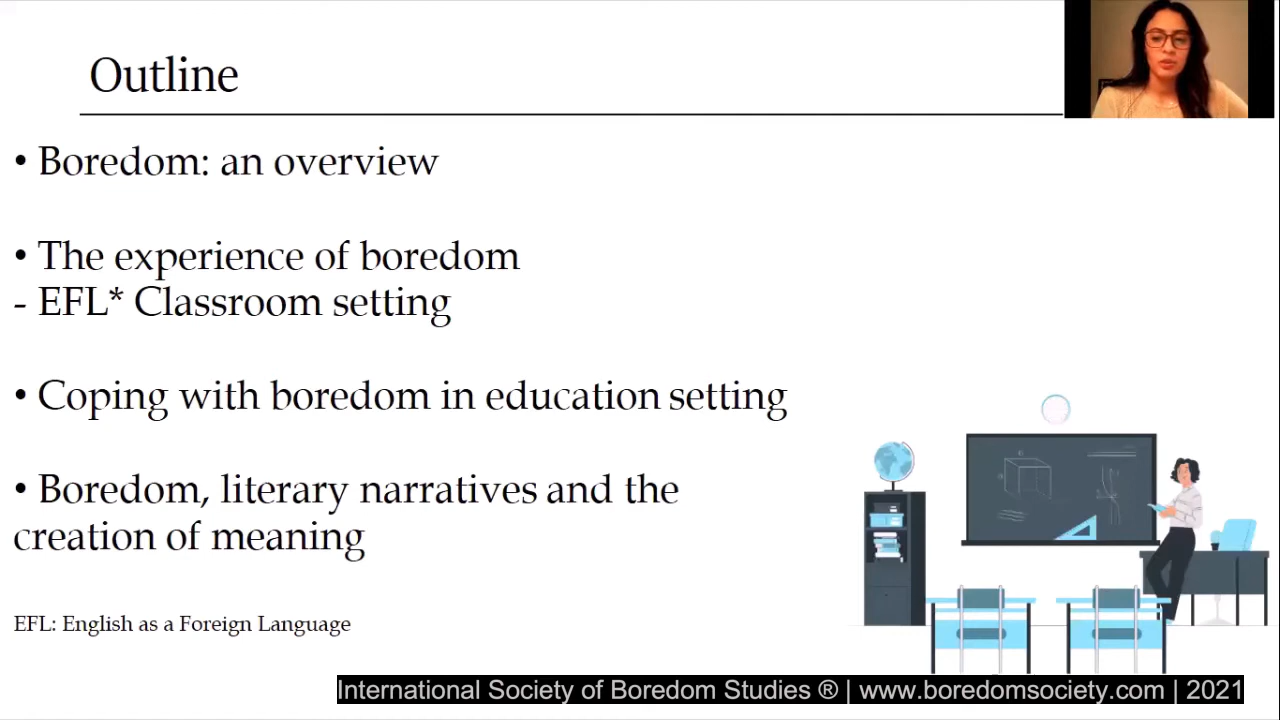 Outline
• Boredom: an overview
• The experience of boredom
- EFL* Classroom setting
• Coping with boredom in education setting
• Boredom, literary narratives and the
creation of meaning
EFL: English as a Foreign Language
International Society of Boredom Studies ® | www.boredomsociety.com | 2021